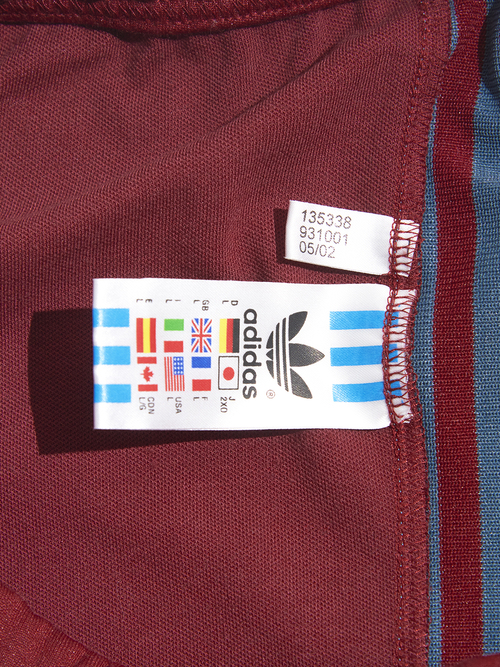 135338
931001
05/02
adidas
®
D
L
J
2XO
GB
L
F
L
I
L
USA
L
E
L
CDN
L/G